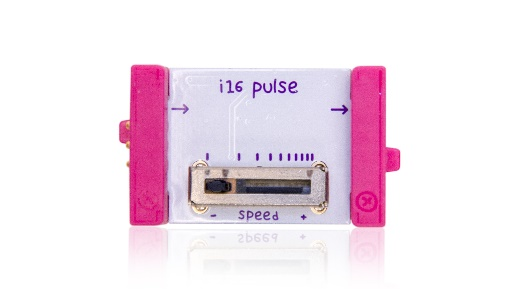 i16 pulse
- speed +